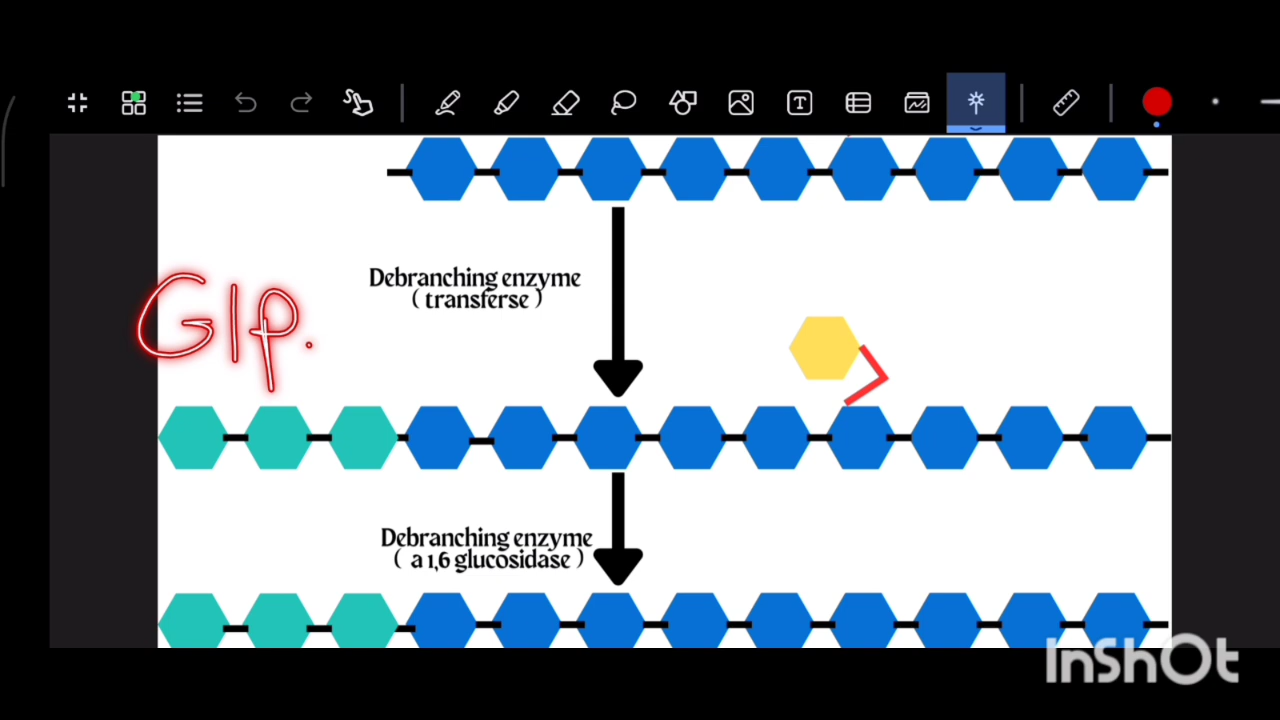 Debranching enzyme
( transferse )
G1p.
Debranching enzyme
( a 1,6 glucosidase )
InShOt